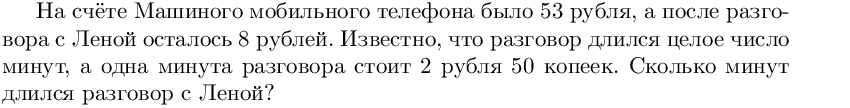 На счёте Машиного мобильного телефона было 53 рубля, а после разго-
вора с Леной осталось 8 рублей. Известно, что разговор длился целое число
минут, а одна минута разговора стоит 2 рубля 50 копеек. Сколько минут
длился разговор с Леной?